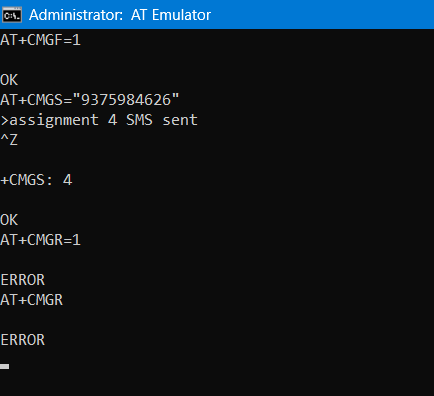 Administrator: AT Emulator
AT+CMGF=1
OK
AT+CMGS="9375984626"
>assignment 4 SMS sent
^Z
+CMGS: 4
OK
AT+CMGR=1
ERROR
AT+CMGR
ERROR